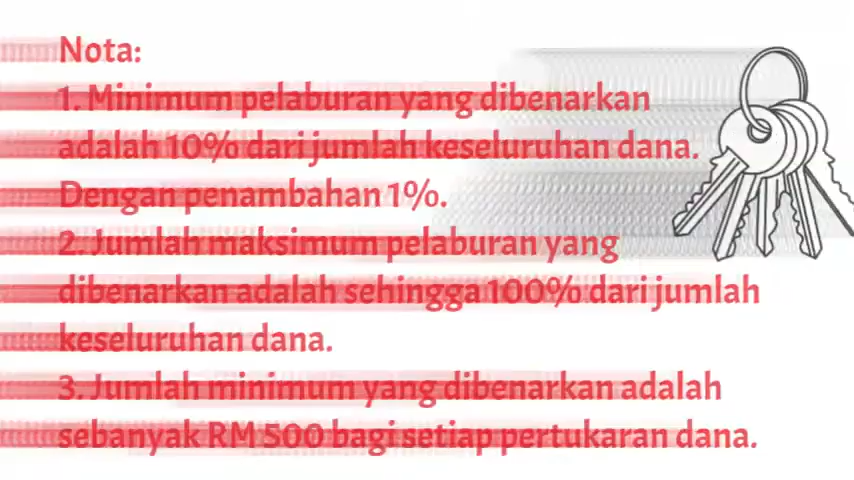 Nota:
1. Minimum pelaburan yang dibenarkan
adalah 10% dari jumlah keseluruhan dana.
Dengan penambahan 1%.
2. Jumlah maksimum pelaburan yang
dibenarkan adalah sehingga 100% dari jumlah
keseluruhan dana.
3. Jumlah minimum yang dibenarkan adalah
sebanyak RM 500 bagi setiap pertukaran dana.